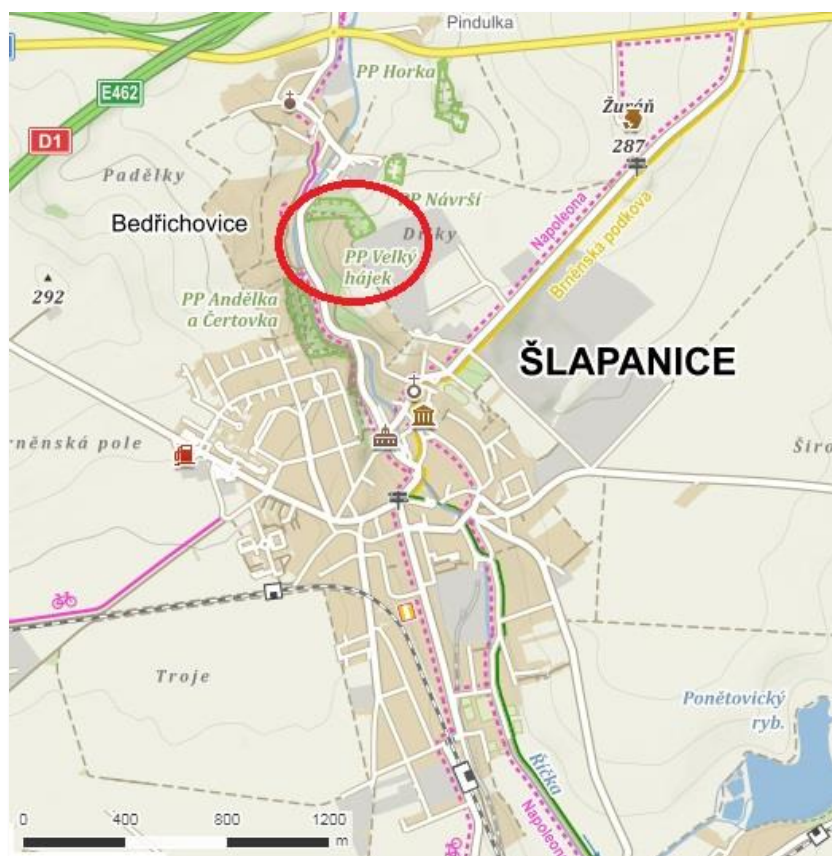 Pindulka
PP Horka
E462
Žuráň
287
D1
Padělky
PP Návrší
Bedřichovice
Napoleona
Brněnská podkova
PP Velký
hájek
292
PP Andělka
a Čertovka
ŠLAPANICE
rněnská pole
Širo
Troje
Ponětovický
ryb.
Říčka
Napoleona
0 400 800 1200
m